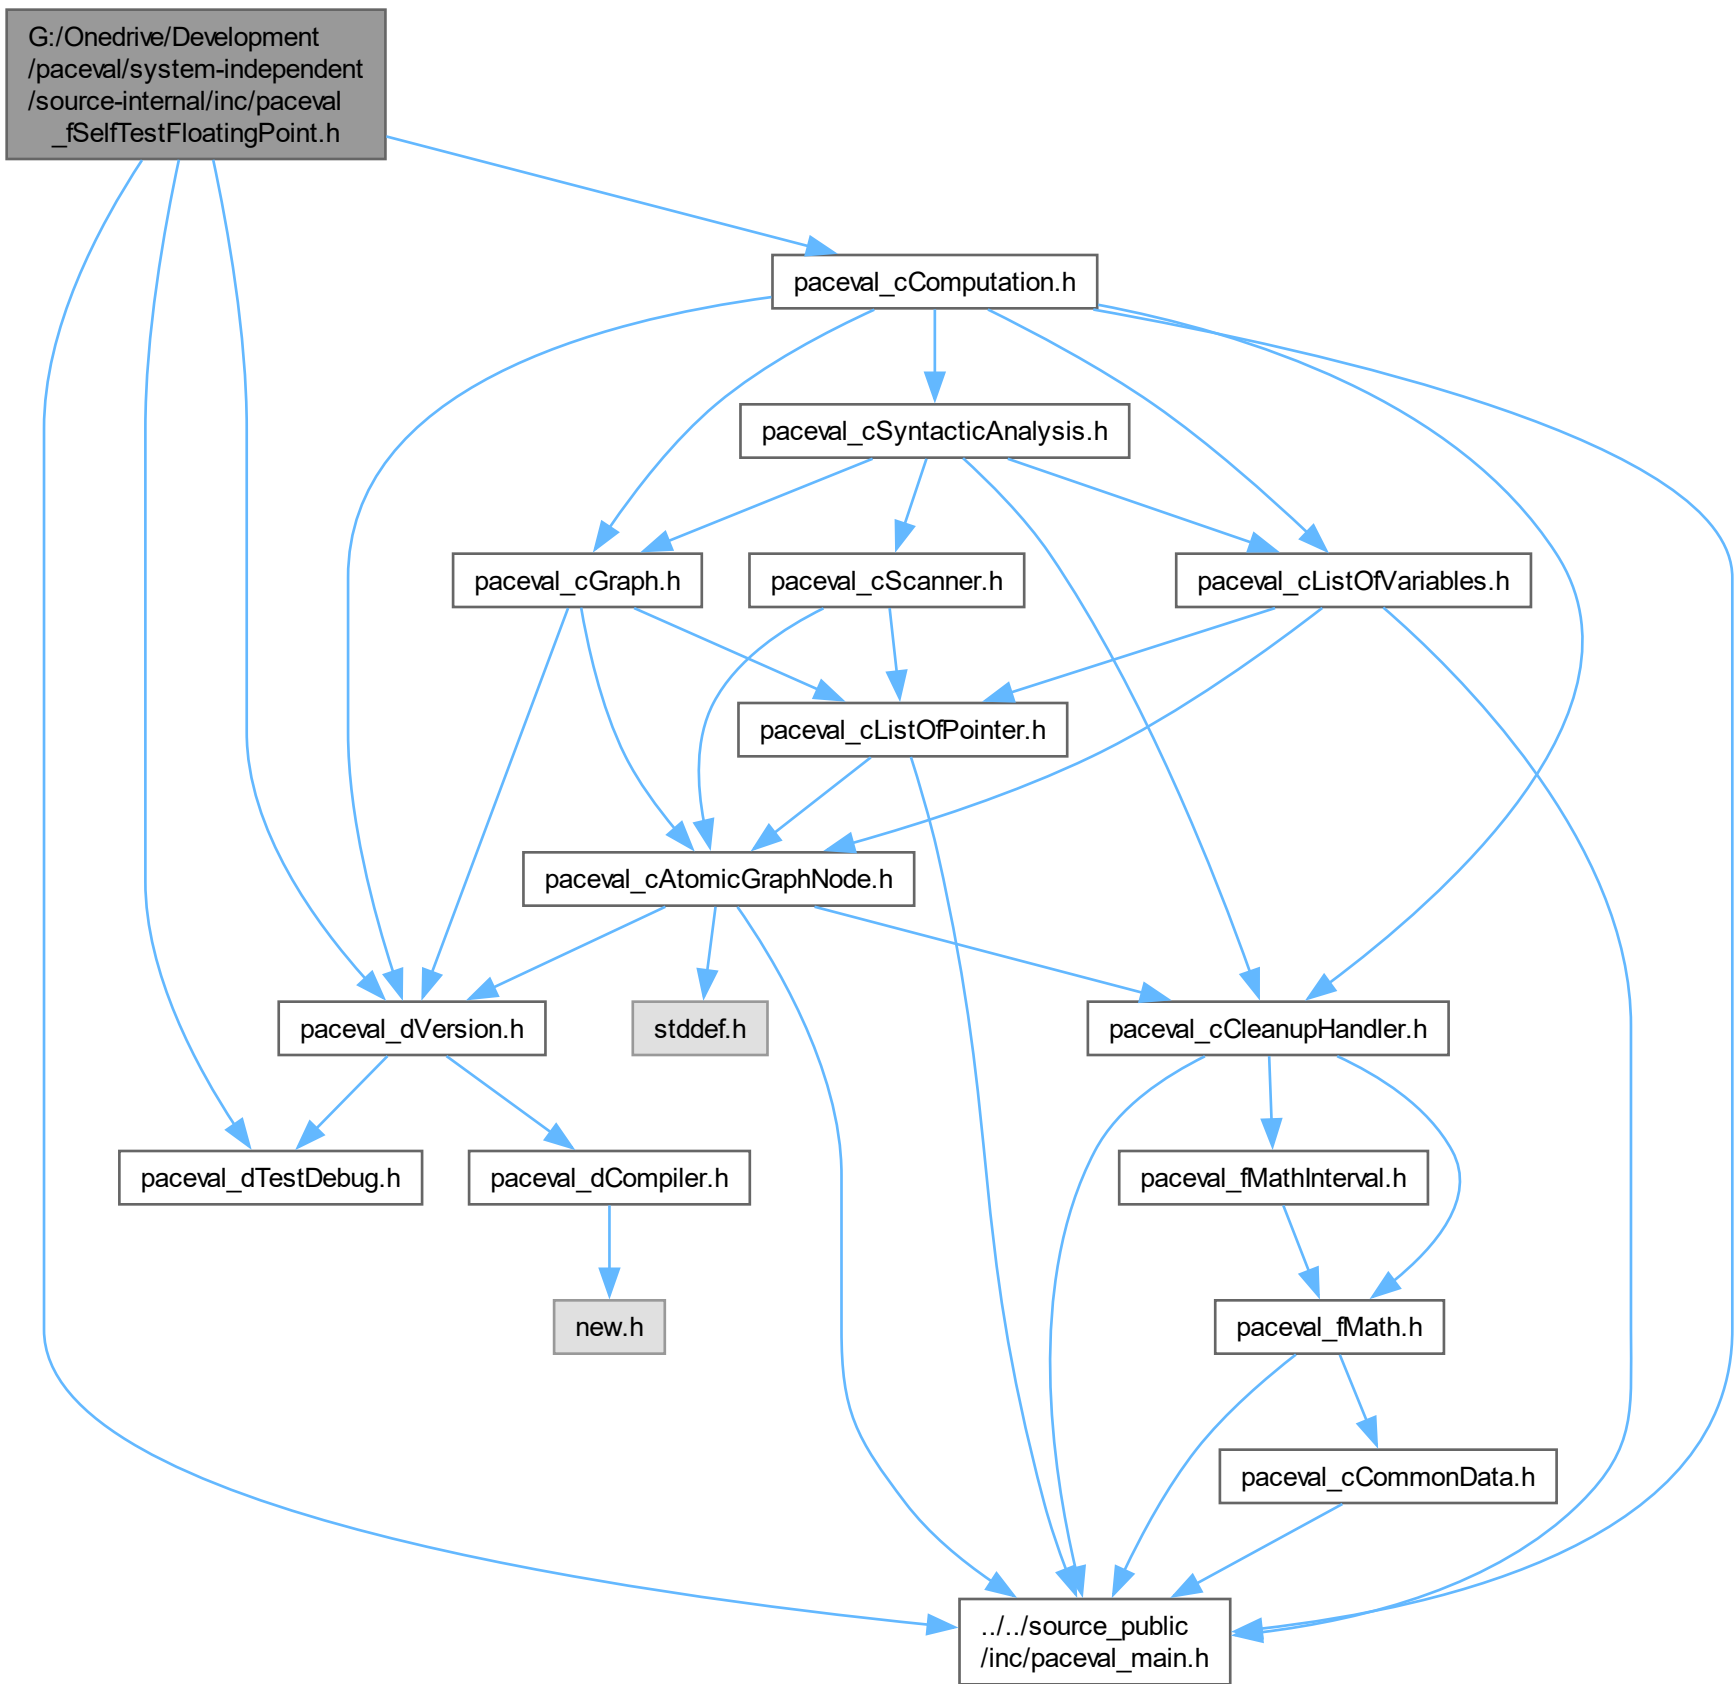 G:/Onedrive/Development
/paceval/system-independent
/source-internal/inc/paceval
_fSelfTestFloatingPoint.h
paceval_cComputation.h
paceval_cSyntacticAnalysis.h
paceval_cGraph.h
paceval_cScanner.h
paceval_cListOfVariables.h
paceval_cListOfPointer.h
paceval_cAtomicGraphNode.h
paceval_dVersion.h
stddef.h
paceval_cCleanupHandler.h
paceval_dTestDebug.h
paceval_dCompiler.h
paceval_fMathInterval.h
new.h
paceval_fMath.h
paceval_cCommonData.h
../../source_public
/inc/paceval_main.h